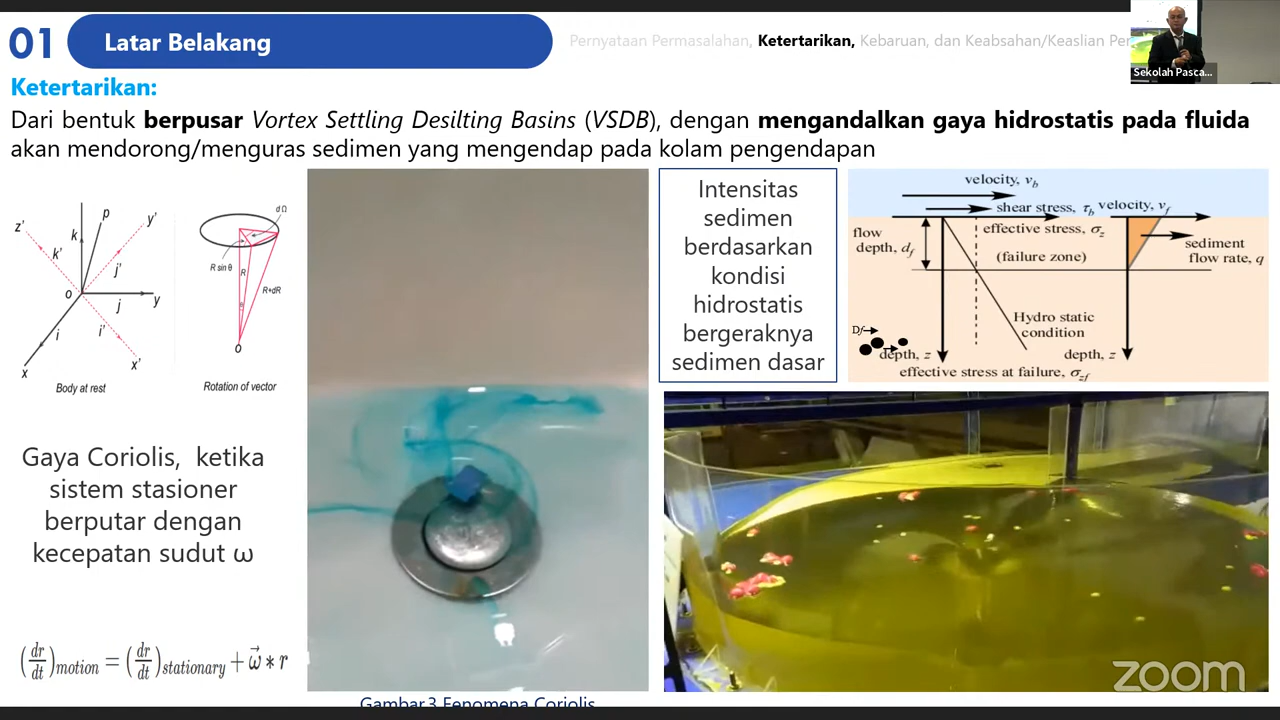 01
Latar Belakang
Pernyataan Permasalahan, Ketertarikan, Kebaruan, dan Keabsahan/Keaslian
Sekolah Pasca...
Ketertarikan:
Dari bentuk berpusar Vortex Settling Desilting Basins (VSDB), dengan mengandalkan gaya hidrostatis pada fluida
akan mendorong/menguras sedimen yang mengendap pada kolam pengendapan
z'
k
p
y'
k'
j'
o
j
y
i
i'
x
x'
Body at rest
dΩ
R sin θ
R
R+dR
θ
O
Rotation of vector
Gaya Coriolis, ketika
sistem stasioner
berputar dengan
kecepatan sudut ω
(dr/dt)motion = (dr/dt)stationary + ω⃗ * r
Gambar.3 Fenomena Coriolis
Intensitas
sedimen
berdasarkan
kondisi
hidrostatis
bergeraknya
sedimen dasar
velocity, vb
shear stress, τb
velocity, vf
flow
depth, df
effective stress, σz
(failure zone)
sediment
flow rate, q
Hydro static
condition
Df
depth, z
depth, z
effective stress at failure, σzf
zoom